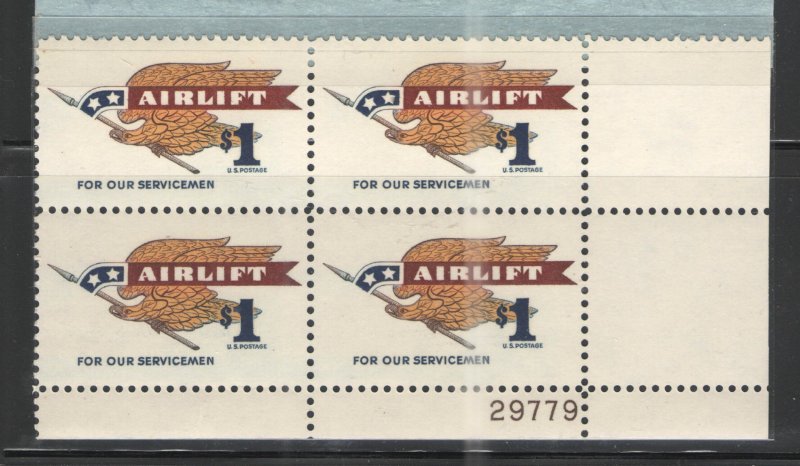 AIRLIFT
$1
U.S. POSTAGE
FOR OUR SERVICEMEN
AIRLIFT
$1
U.S. POSTAGE
FOR OUR SERVICEMEN
AIRLIFT
$1
U.S. POSTAGE
FOR OUR SERVICEMEN
AIRLIFT
$1
U.S. POSTAGE
FOR OUR SERVICEMEN
29779